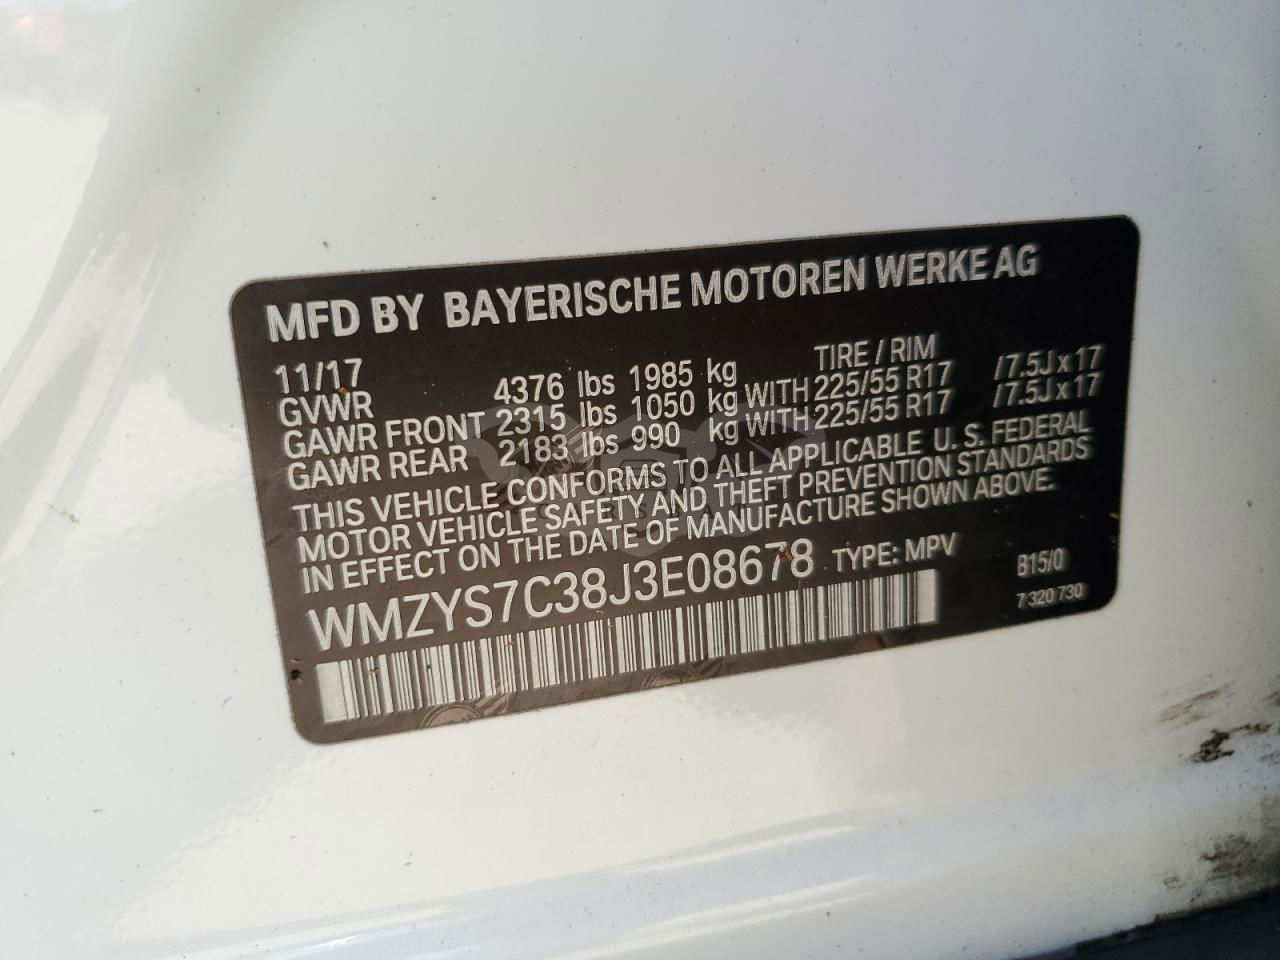 MFD BY BAYERISCHE MOTOREN WERKE AG
11/17 TIRE / RIM
GVWR 4376 lbs 1985 kg
GAWR FRONT 2315 lbs 1050 kg WITH 225/55 R17 /7.5J x 17
GAWR REAR 2183 lbs 990 kg WITH 225/55 R17 /7.5J x 17
THIS VEHICLE CONFORMS TO ALL APPLICABLE U. S. FEDERAL
MOTOR VEHICLE SAFETY AND THEFT PREVENTION STANDARDS
IN EFFECT ON THE DATE OF MANUFACTURE SHOWN ABOVE.
WMZYS7C38J3E08678 TYPE: MPV B15/0
7 320 730